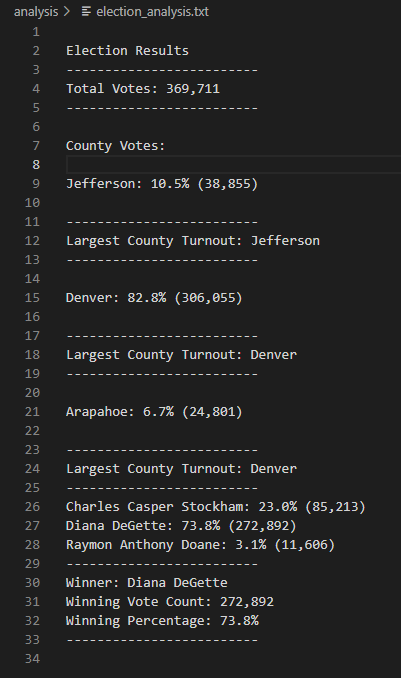 analysis > election_analysis.txt
1
2 Election Results
3 -------------------------
4 Total Votes: 369,711
5 -------------------------
6
7 County Votes:
8
9 Jefferson: 10.5% (38,855)
10
11 -------------------------
12 Largest County Turnout: Jefferson
13 -------------------------
14
15 Denver: 82.8% (306,055)
16
17 -------------------------
18 Largest County Turnout: Denver
19 -------------------------
20
21 Arapahoe: 6.7% (24,801)
22
23 -------------------------
24 Largest County Turnout: Denver
25 -------------------------
26 Charles Casper Stockham: 23.0% (85,213)
27 Diana DeGette: 73.8% (272,892)
28 Raymon Anthony Doane: 3.1% (11,606)
29 -------------------------
30 Winner: Diana DeGette
31 Winning Vote Count: 272,892
32 Winning Percentage: 73.8%
33 -------------------------
34